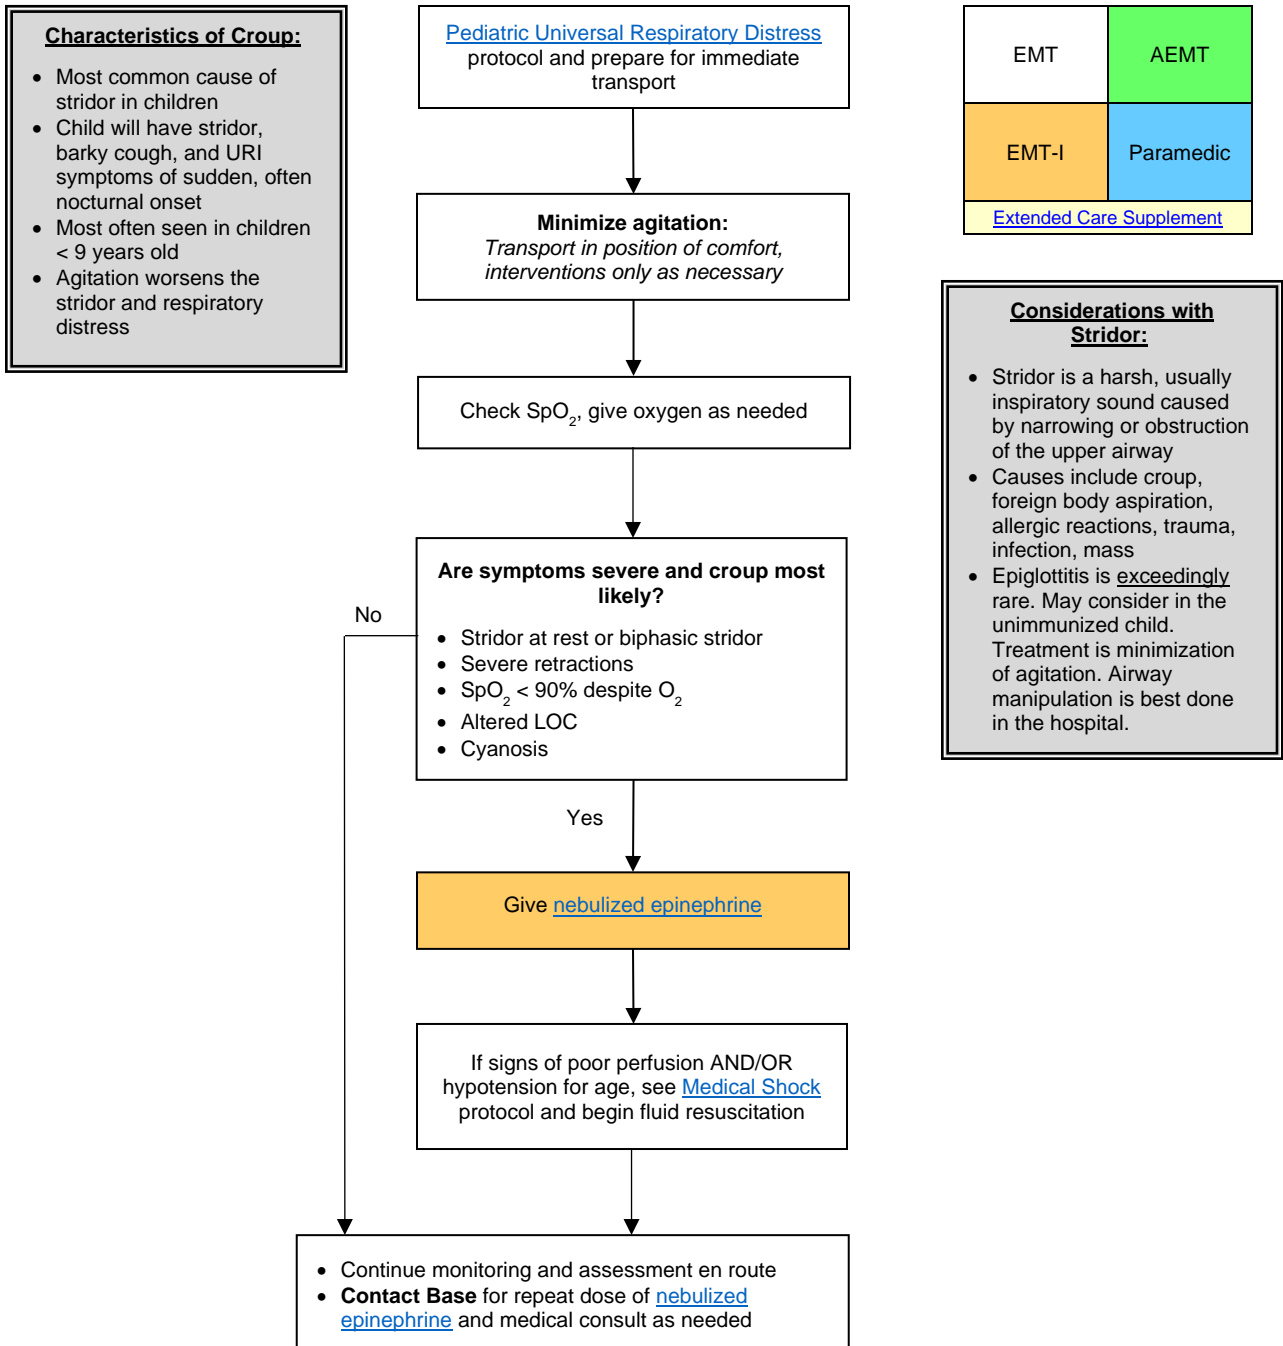 Characteristics of Croup:
• Most common cause of
stridor in children
• Child will have stridor,
barky cough, and URI
symptoms of sudden, often
nocturnal onset
• Most often seen in children
< 9 years old
• Agitation worsens the
stridor and respiratory
distress
Pediatric Universal Respiratory Distress
protocol and prepare for immediate
transport
EMT
AEMT
EMT-I
Paramedic
Extended Care Supplement
Minimize agitation:
Transport in position of comfort,
interventions only as necessary
Check SpO₂, give oxygen as needed
Considerations with
Stridor:
• Stridor is a harsh, usually
inspiratory sound caused
by narrowing or obstruction
of the upper airway
• Causes include croup,
foreign body aspiration,
allergic reactions, trauma,
infection, mass
• Epiglottitis is exceedingly
rare. May consider in the
unimmunized child.
Treatment is minimization
of agitation. Airway
manipulation is best done
in the hospital.
Are symptoms severe and croup most
likely?
• Stridor at rest or biphasic stridor
• Severe retractions
• SpO₂ < 90% despite O₂
• Altered LOC
• Cyanosis
No
Yes
Give nebulized epinephrine
If signs of poor perfusion AND/OR
hypotension for age, see Medical Shock
protocol and begin fluid resuscitation
• Continue monitoring and assessment en route
• Contact Base for repeat dose of nebulized
epinephrine and medical consult as needed